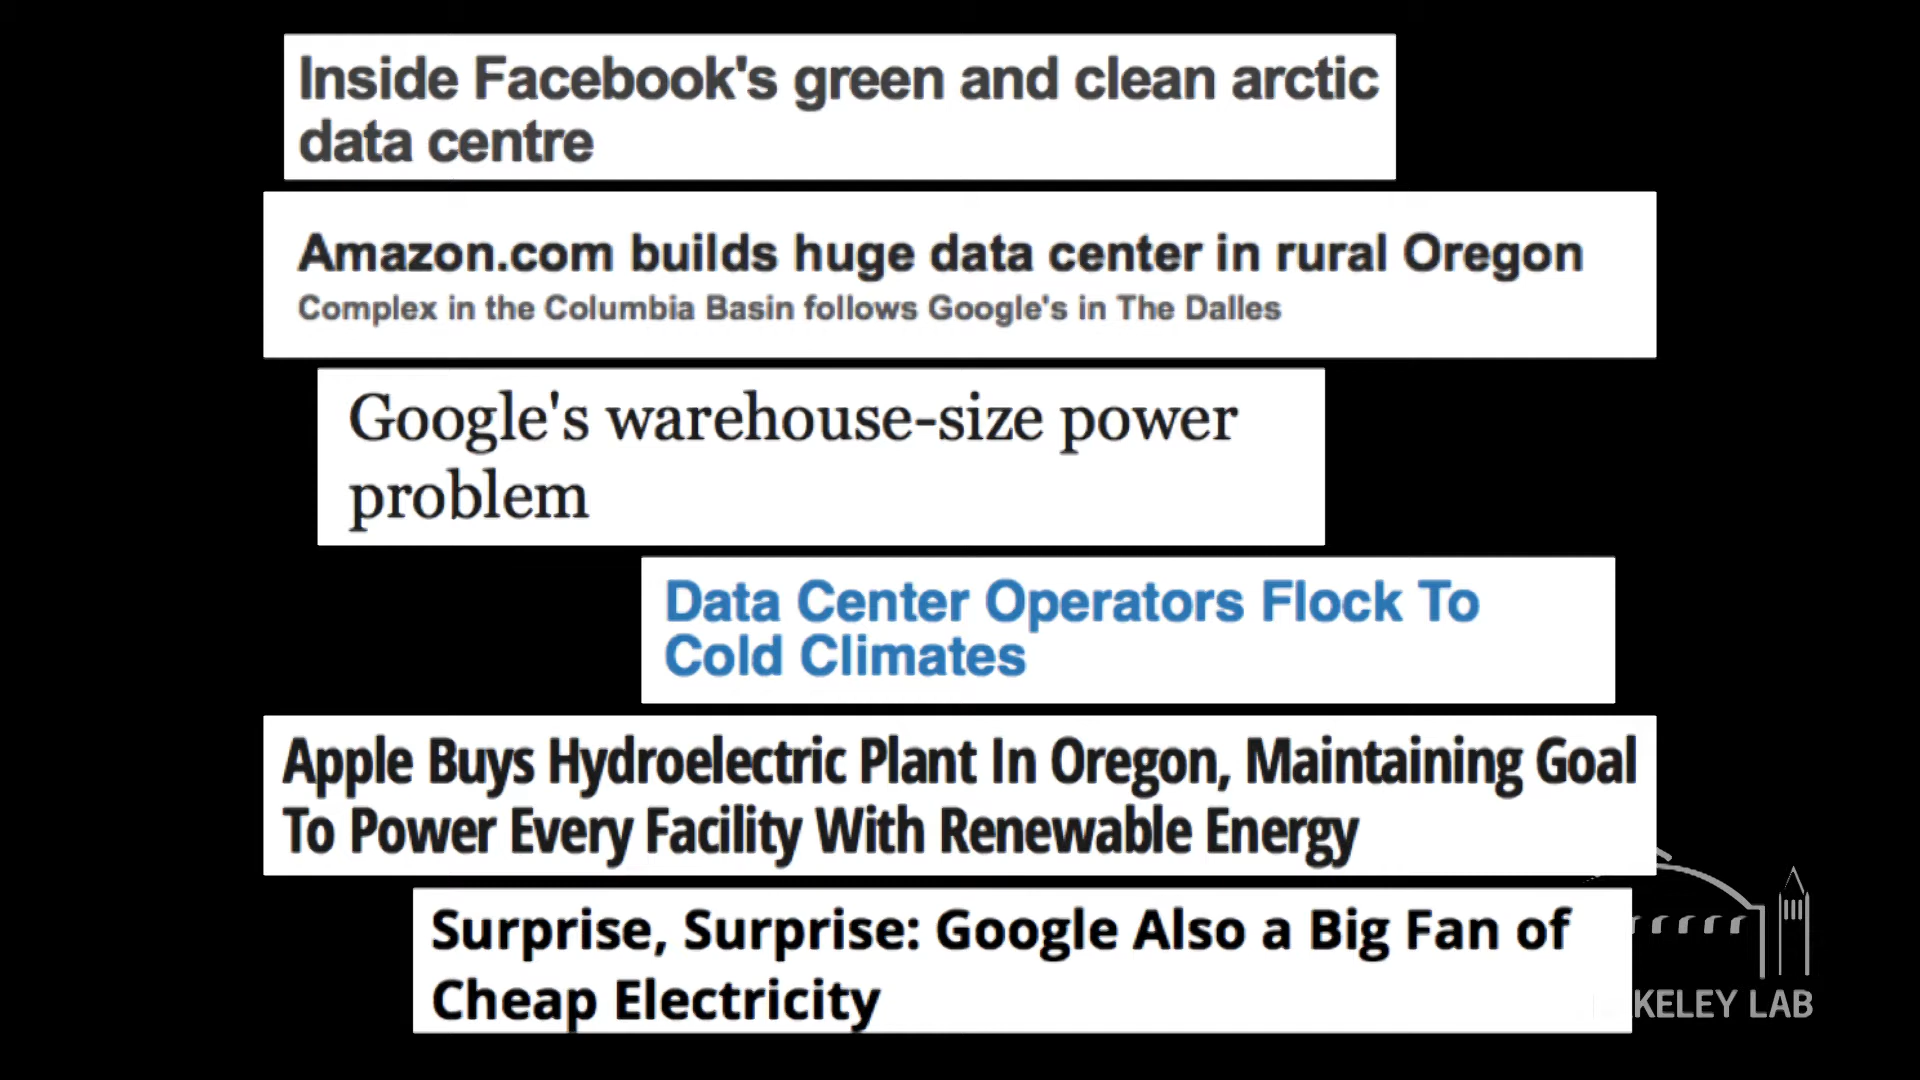 Inside Facebook's green and clean arctic
data centre
Amazon.com builds huge data center in rural Oregon
Complex in the Columbia Basin follows Google's in The Dalles
Google's warehouse-size power
problem
Data Center Operators Flock To
Cold Climates
Apple Buys Hydroelectric Plant In Oregon, Maintaining Goal
To Power Every Facility With Renewable Energy
Surprise, Surprise: Google Also a Big Fan of
Cheap Electricity
KELEY LAB